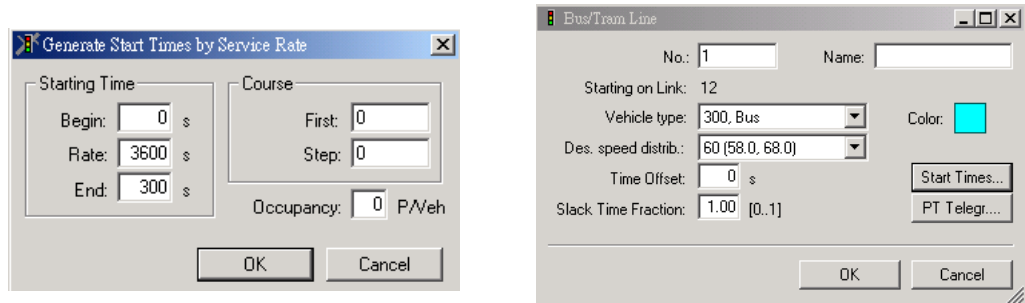 Generate Start Times by Service Rate
Starting Time
Begin: 0 s
Rate: 3600 s
End: 300 s
Course
First: 0
Step: 0
Occupancy: 0 P/Veh
OK Cancel
Bus/Tram Line
No.: 1 Name:
Starting on Link: 12
Vehicle type: 300, Bus Color:
Des. speed distrib.: 60 (58.0, 68.0)
Time Offset: 0 s Start Times...
Slack Time Fraction: 1.00 [0..1] PT Telegr....
OK Cancel